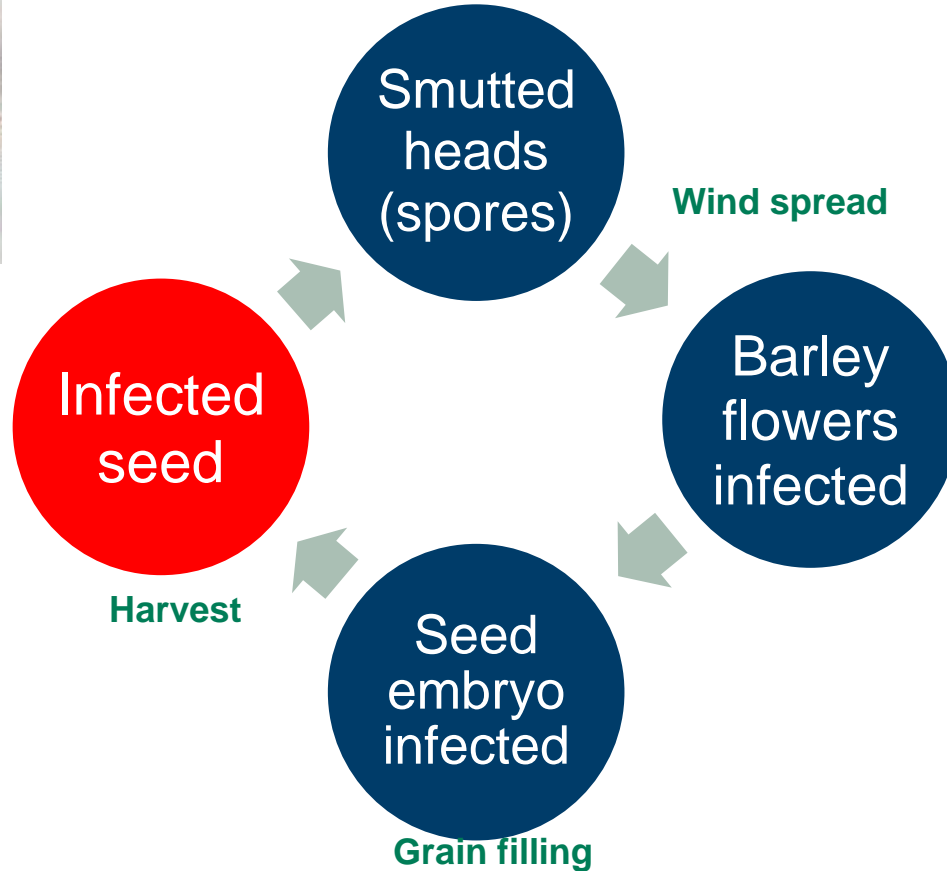 Smutted
heads
(spores)
Wind spread
Barley
flowers
infected
Seed
embryo
infected
Grain filling
Harvest
Infected
seed